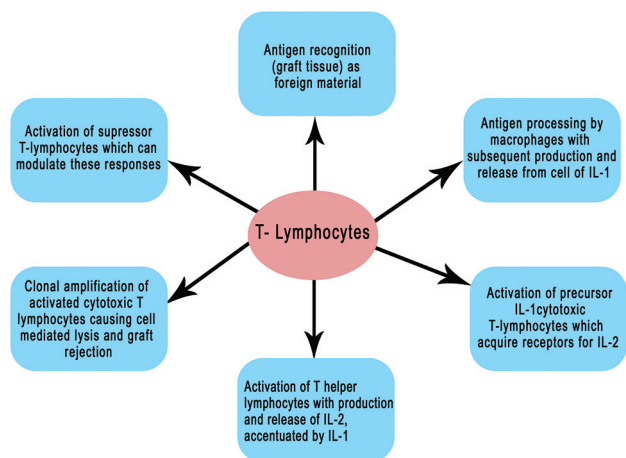 Antigen recognition
(graft tissue) as
foreign material
Activation of supressor
T-lymphocytes which can
modulate these responses
Antigen processing by
macrophages with
subsequent production and
release from cell of IL-1
T- Lymphocytes
Clonal amplification of
activated cytotoxic T
lymphocytes causing cell
mediated lysis and graft
rejection
Activation of precursor
IL-1cytotoxic
T-lymphocytes which
acquire receptors for IL-2
Activation of T helper
lymphocytes with production
and release of IL-2,
accentuated by IL-1